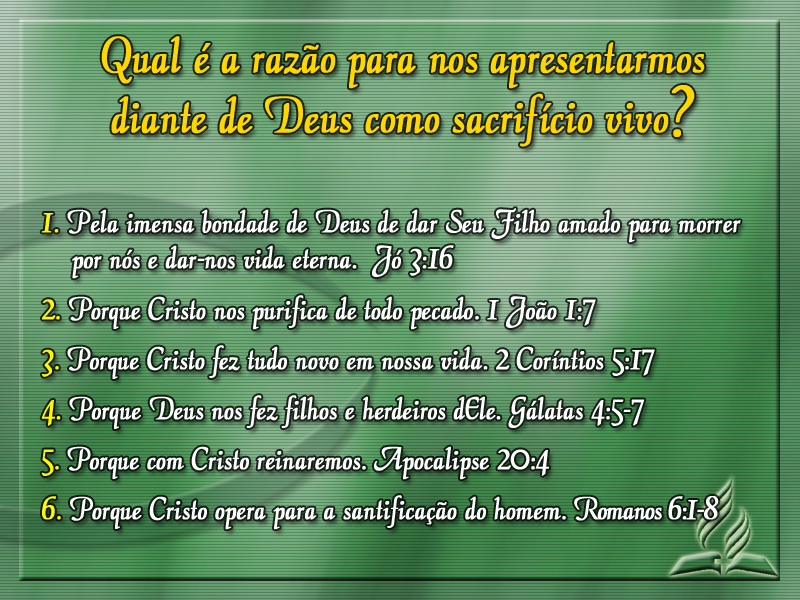 Qual é a razão para nos apresentarmos
diante de Deus como sacrifício vivo?
1. Pela imensa bondade de Deus de dar Seu Filho amado para morrer
por nós e dar-nos vida eterna. Jó 3:16
2. Porque Cristo nos purifica de todo pecado. 1 João 1:7
3. Porque Cristo fez tudo novo em nossa vida. 2 Coríntios 5:17
4. Porque Deus nos fez filhos e herdeiros dEle. Gálatas 4:5-7
5. Porque com Cristo reinaremos. Apocalipse 20:4
6. Porque Cristo opera para a santificação do homem. Romanos 6:1-8